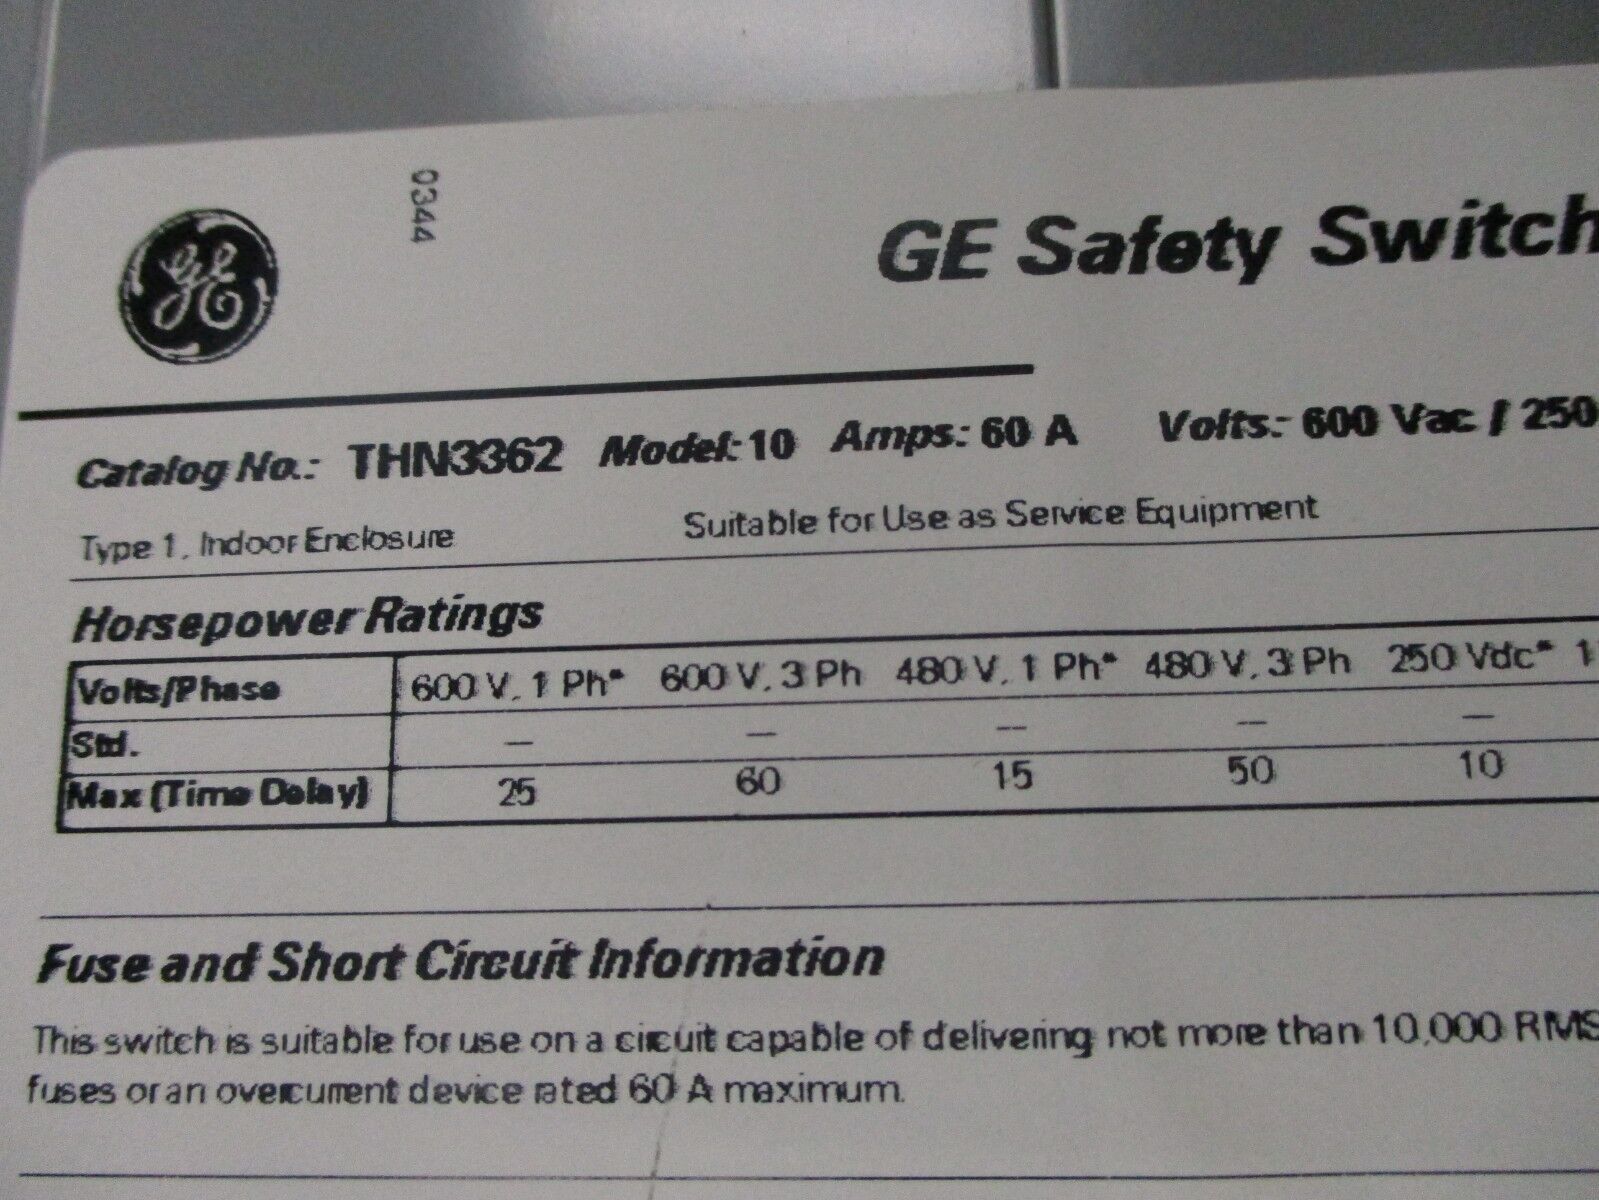 0344
GE
GE Safety Switch
Catalog No.: THN3362 Model: 10 Amps: 60 A Volts: 600 Vac / 250
Type 1, Indoor Enclosure Suitable for Use as Service Equipment
Horsepower Ratings
Volts/Phase 600 V, 1 Ph* 600 V, 3 Ph 480 V, 1 Ph* 480 V, 3 Ph 250 Vdc* 1
Std. — — — — —
Max (Time Delay) 25 60 15 50 10
Fuse and Short Circuit Information
This switch is suitable for use on a circuit capable of delivering not more than 10,000 RMS
fuses or an overcurrent device rated 60 A maximum.